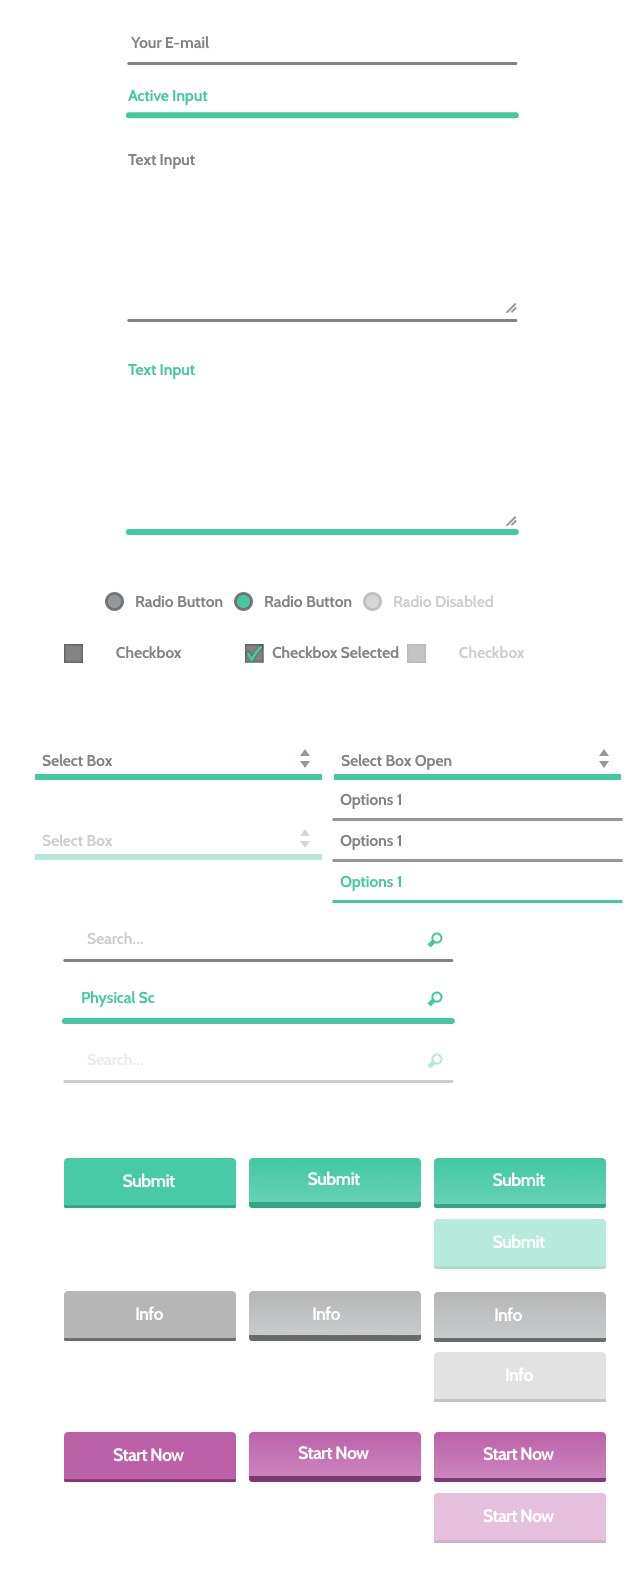 Your E-mail
Active Input
Text Input
Text Input
Radio Button Radio Button Radio Disabled
Checkbox Checkbox Selected Checkbox
Select Box Select Box Open
Options 1
Select Box Options 1
Options 1
Search...
Physical Sc
Search...
Submit Submit Submit
Submit
Info Info Info
Info
Start Now Start Now Start Now
Start Now